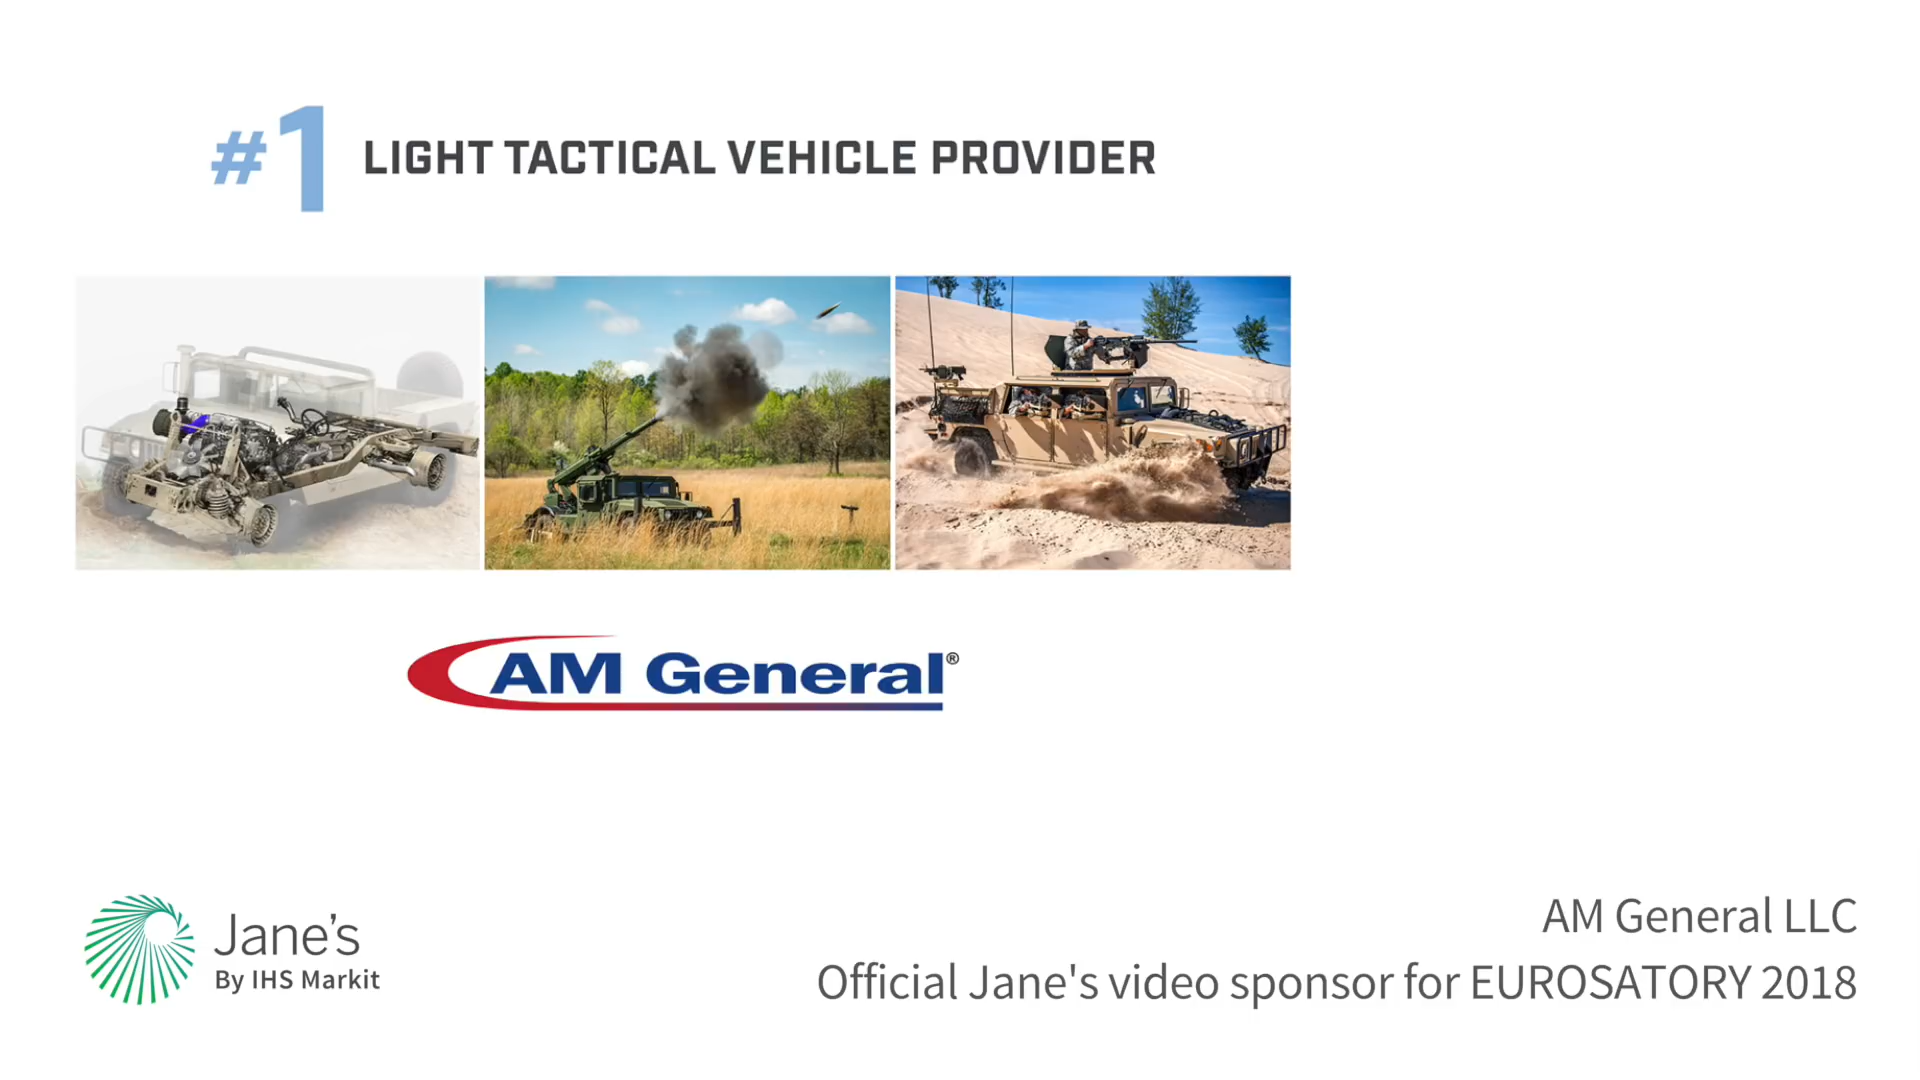 #1 LIGHT TACTICAL VEHICLE PROVIDER
AM General®
Jane's
By IHS Markit
AM General LLC
Official Jane's video sponsor for EUROSATORY 2018